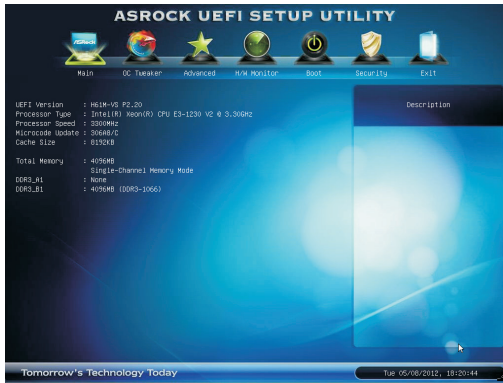 ASROCK UEFI SETUP UTILITY
ASRock
Main OC Tweaker Advanced H/W Monitor Boot Security Exit
UEFI Version : H61M-VS P2.20
Processor Type : Intel(R) Xeon(R) CPU E3-1230 V2 @ 3.30GHz
Processor Speed : 3300MHz
Microcode Update : 306A8/C
Cache Size : 8192KB
Total Memory : 4096MB
Single-Channel Memory Mode
DDR3_A1 : None
DDR3_B1 : 4096MB (DDR3-1066)
Description
Tomorrow's Technology Today
Tue 05/08/2012, 18:20:44